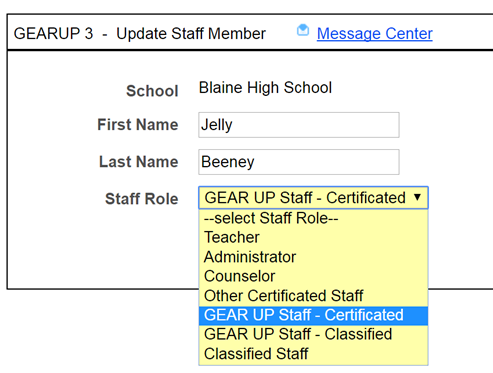 GEARUP 3 - Update Staff Member Message Center
School Blaine High School
First Name Jelly
Last Name Beeney
Staff Role GEAR UP Staff - Certificated
--select Staff Role--
Teacher
Administrator
Counselor
Other Certificated Staff
GEAR UP Staff - Certificated
GEAR UP Staff - Classified
Classified Staff